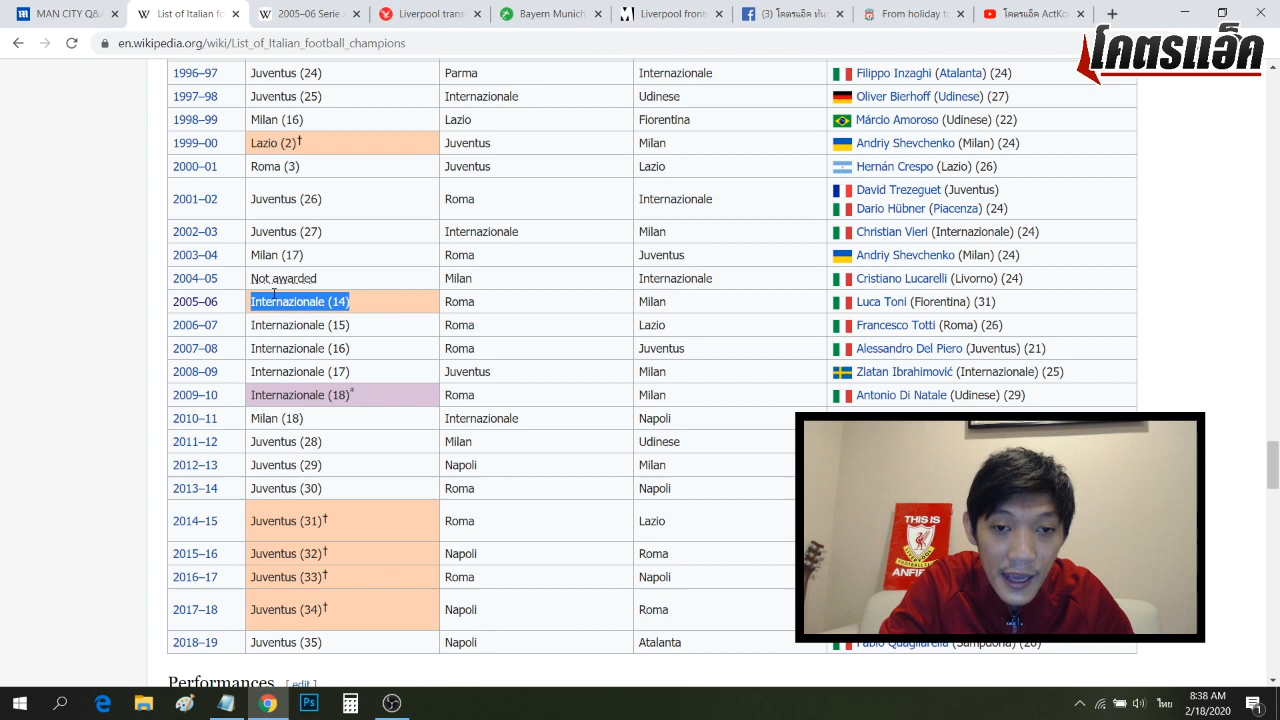 MAN CITY Q&A
List of Italian fo
2005–06 Serie A
Liverpool trans
Bayern Munich
Liverpool front
(3) โคตรแอ็ค ทัน
From holiday to
โคตรแอ็ค ActKo
en.wikipedia.org/wiki/List_of_Italian_football_champions
โคตรแอ็ค
1996–97 Juventus (24) Parma Internazionale Filippo Inzaghi (Atalanta) (24)
1997–98 Juventus (25) Internazionale Udinese Oliver Bierhoff (Udinese) (27)
1998–99 Milan (16) Lazio Fiorentina Márcio Amoroso (Udinese) (22)
1999–00 Lazio (2)† Juventus Milan Andriy Shevchenko (Milan) (24)
2000–01 Roma (3) Juventus Lazio Hernán Crespo (Lazio) (26)
2001–02 Juventus (26) Roma Internazionale David Trezeguet (Juventus)
Dario Hübner (Piacenza) (24)
2002–03 Juventus (27) Internazionale Milan Christian Vieri (Internazionale) (24)
2003–04 Milan (17) Roma Juventus Andriy Shevchenko (Milan) (24)
2004–05 Not awarded Milan Internazionale Cristiano Lucarelli (Livorno) (24)
2005–06 Internazionale (14) Roma Milan Luca Toni (Fiorentina) (31)
2006–07 Internazionale (15) Roma Lazio Francesco Totti (Roma) (26)
2007–08 Internazionale (16) Roma Juventus Alessandro Del Piero (Juventus) (21)
2008–09 Internazionale (17) Juventus Milan Zlatan Ibrahimović (Internazionale) (25)
2009–10 Internazionale (18)* Roma Milan Antonio Di Natale (Udinese) (29)
2010–11 Milan (18) Internazionale Napoli
2011–12 Juventus (28) Milan Udinese
2012–13 Juventus (29) Napoli Milan
2013–14 Juventus (30) Roma Napoli
2014–15 Juventus (31)† Roma Lazio
2015–16 Juventus (32)† Napoli Roma
2016–17 Juventus (33)† Roma Napoli
2017–18 Juventus (34)† Napoli Roma
2018–19 Juventus (35) Napoli Atalanta Fabio Quagliarella (Sampdoria) (26)
THIS IS
ANFIE
Performances [ edit ]
Ps
ไทย
8:38 AM
2/18/2020